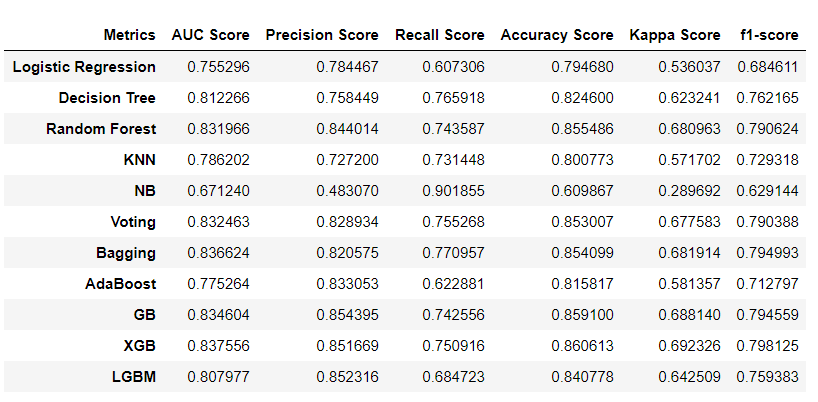 Metrics AUC Score Precision Score Recall Score Accuracy Score Kappa Score f1-score
Logistic Regression 0.755296 0.784467 0.607306 0.794680 0.536037 0.684611
Decision Tree 0.812266 0.758449 0.765918 0.824600 0.623241 0.762165
Random Forest 0.831966 0.844014 0.743587 0.855486 0.680963 0.790624
KNN 0.786202 0.727200 0.731448 0.800773 0.571702 0.729318
NB 0.671240 0.483070 0.901855 0.609867 0.289692 0.629144
Voting 0.832463 0.828934 0.755268 0.853007 0.677583 0.790388
Bagging 0.836624 0.820575 0.770957 0.854099 0.681914 0.794993
AdaBoost 0.775264 0.833053 0.622881 0.815817 0.581357 0.712797
GB 0.834604 0.854395 0.742556 0.859100 0.688140 0.794559
XGB 0.837556 0.851669 0.750916 0.860613 0.692326 0.798125
LGBM 0.807977 0.852316 0.684723 0.840778 0.642509 0.759383